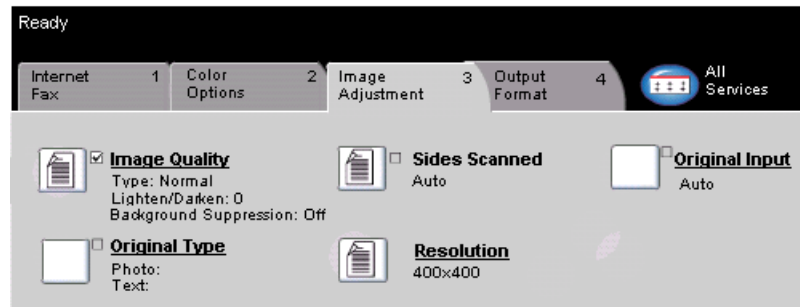 Ready
Internet Fax 1
Color Options 2
Image Adjustment 3
Output Format 4
All Services
Image Quality
Type: Normal
Lighten/Darken: 0
Background Suppression: Off
Sides Scanned
Auto
Original Input
Auto
Original Type
Photo:
Text:
Resolution
400x400